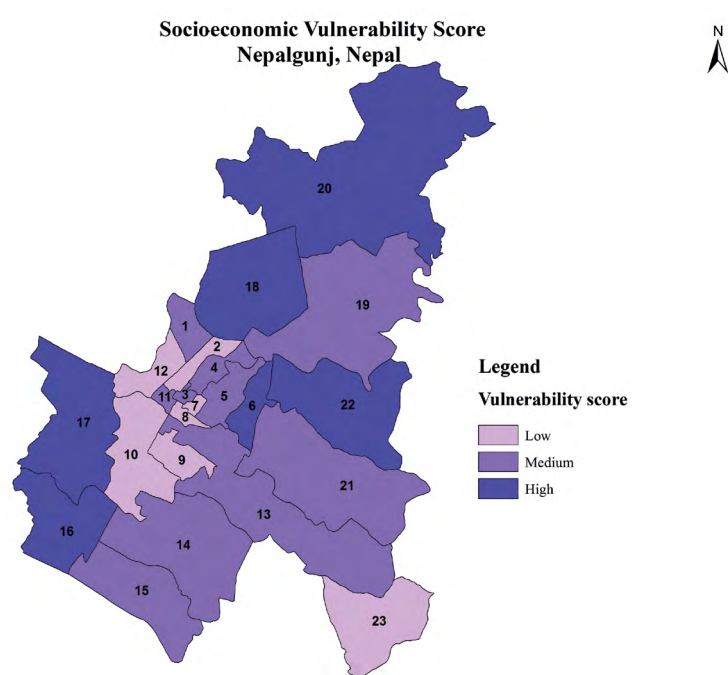 Socioeconomic Vulnerability Score
Nepalgunj, Nepal
N
20
18
19
1
2
12
4
11
3
7
5
6
8
22
17
10
9
21
16
13
14
15
23
Legend
Vulnerability score
Low
Medium
High